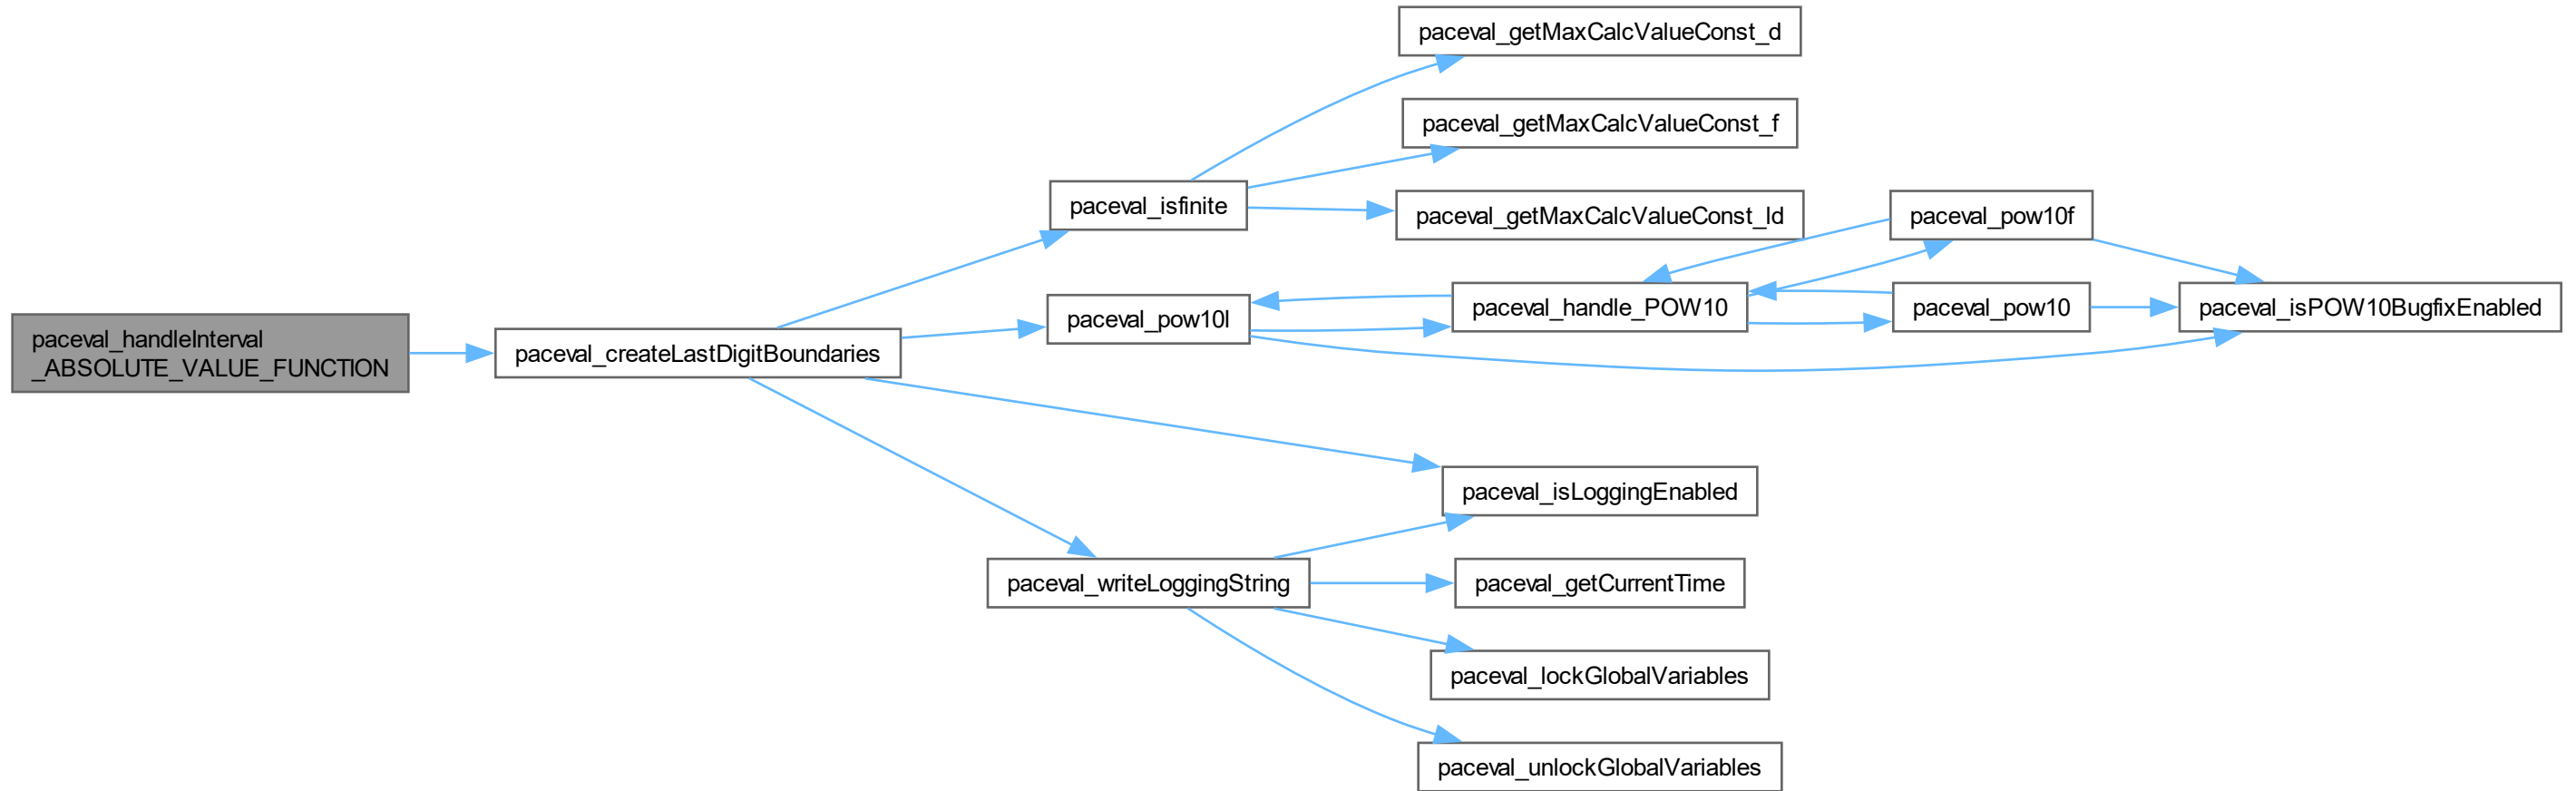 paceval_getMaxCalcValueConst_d
paceval_getMaxCalcValueConst_f
paceval_isfinite
paceval_getMaxCalcValueConst_ld
paceval_pow10f
paceval_pow10l
paceval_handle_POW10
paceval_pow10
paceval_isPOW10BugfixEnabled
paceval_handleInterval
_ABSOLUTE_VALUE_FUNCTION
paceval_createLastDigitBoundaries
paceval_isLoggingEnabled
paceval_writeLoggingString
paceval_getCurrentTime
paceval_lockGlobalVariables
paceval_unlockGlobalVariables